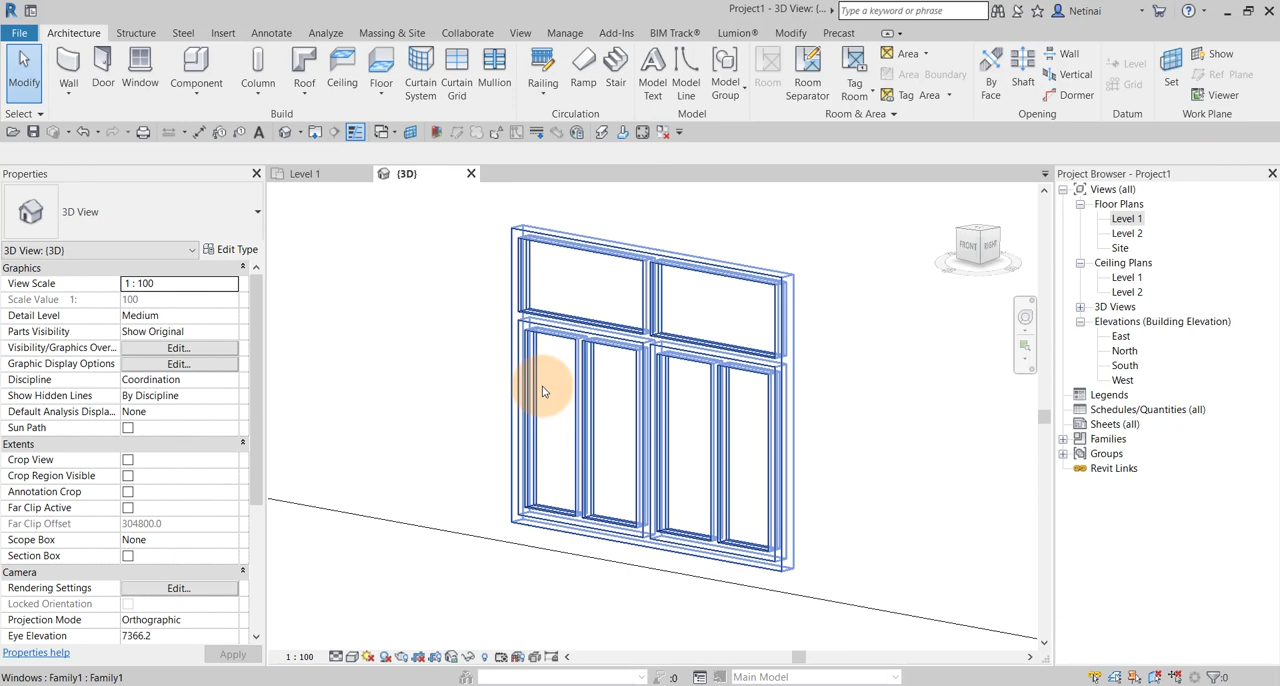 Project1 - 3D View: {...
Type a keyword or phrase
Netinai
File Architecture Structure Steel Insert Annotate Analyze Massing & Site Collaborate View Manage Add-Ins BIM Track® Lumion® Modify Precast
Modify
Wall
Door
Window
Component
Column
Roof
Ceiling
Floor
Curtain System
Curtain Grid
Mullion
Railing
Ramp
Stair
Model Text
Model Line
Model Group
Room
Room Separator
Tag Room
Area
Area Boundary
Tag Area
By Face
Shaft
Wall
Vertical
Dormer
Level
Grid
Set
Show
Ref Plane
Viewer
Select
Build
Circulation
Model
Room & Area
Opening
Datum
Work Plane
Properties
3D View
3D View: {3D}
Edit Type
Graphics
View Scale 1 : 100
Scale Value 1: 100
Detail Level Medium
Parts Visibility Show Original
Visibility/Graphics Over... Edit...
Graphic Display Options Edit...
Discipline Coordination
Show Hidden Lines By Discipline
Default Analysis Displa... None
Sun Path
Extents
Crop View
Crop Region Visible
Annotation Crop
Far Clip Active
Far Clip Offset 304800.0
Scope Box None
Section Box
Camera
Rendering Settings Edit...
Locked Orientation
Projection Mode Orthographic
Eye Elevation 7366.2
Properties help
Apply
Level 1
{3D}
FRONT RIGHT
1 : 100
Project Browser - Project1
Views (all)
Floor Plans
Level 1
Level 2
Site
Ceiling Plans
Level 1
Level 2
3D Views
Elevations (Building Elevation)
East
North
South
West
Legends
Schedules/Quantities (all)
Sheets (all)
Families
Groups
Revit Links
Windows : Family1 : Family1
:0
Main Model
:0